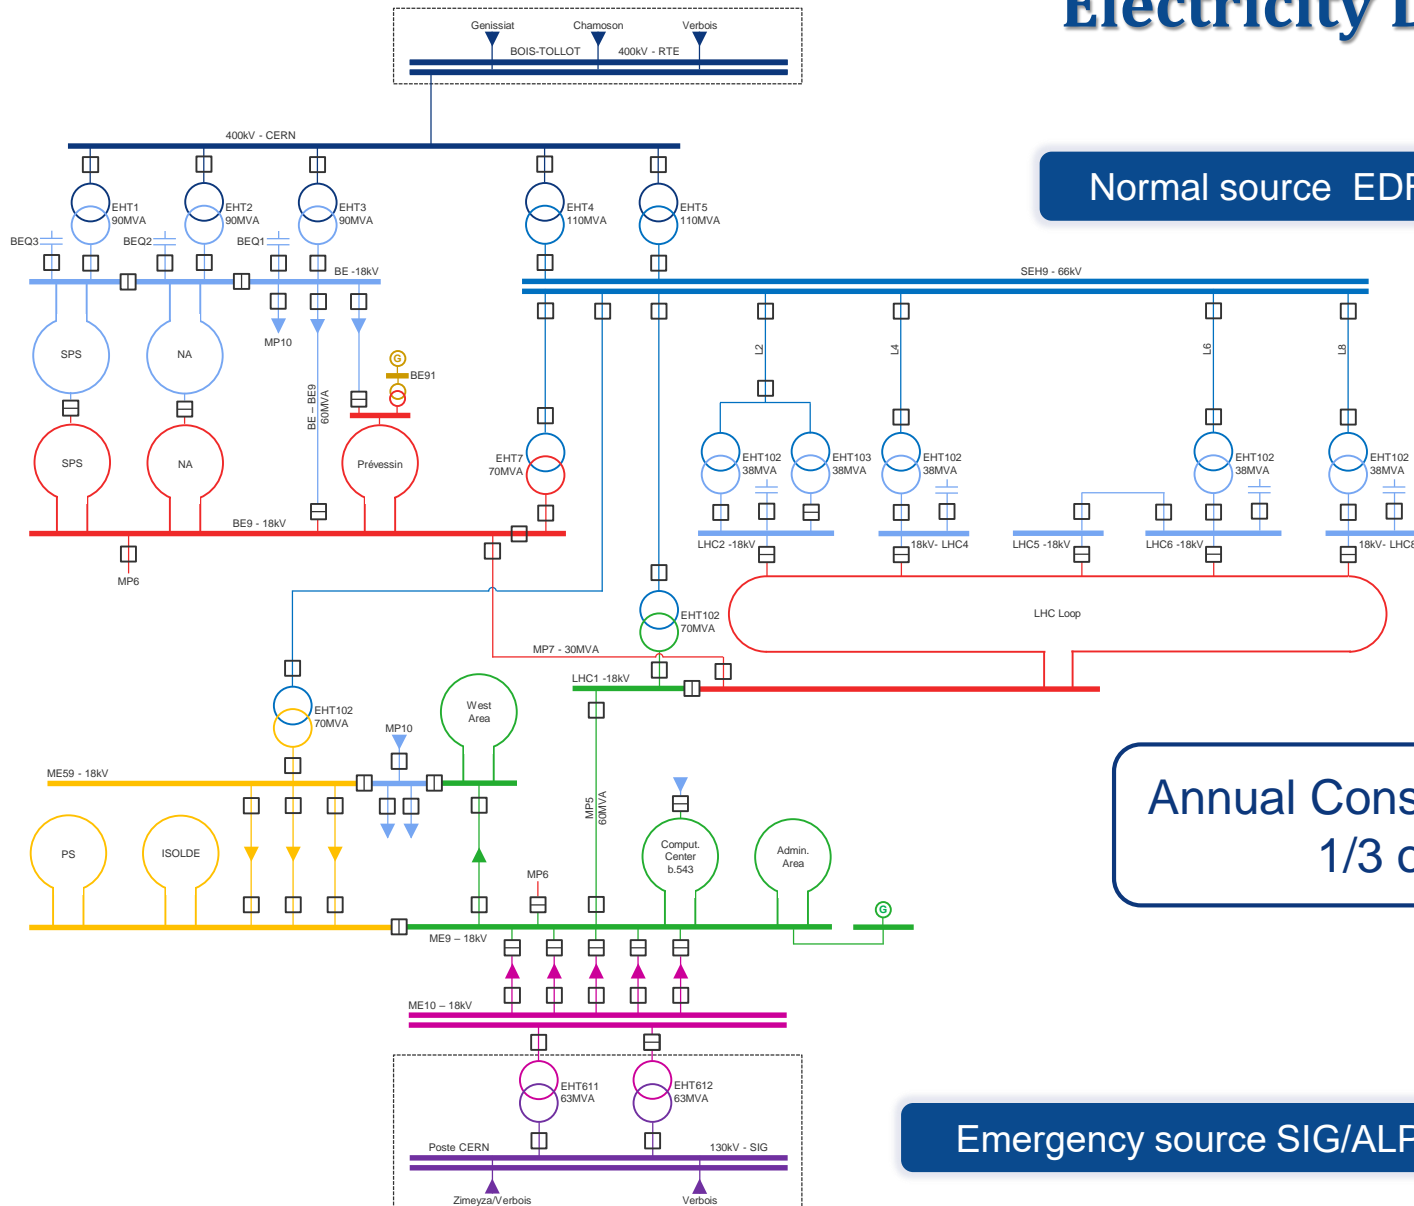 Electricity D
Genissiat
Chamoson
Verbois
BOIS-TOLLOT
400kV - RTE
400kV - CERN
Normal source  EDF
EHT1
90MVA
EHT2
90MVA
EHT3
90MVA
EHT4
110MVA
EHT5
110MVA
BEQ3
BEQ2
BEQ1
BE -18kV
SEH9 - 66kV
MP10
SPS
NA
L2
L4
L6
L8
G
BE91
BE – BE9
60MVA
SPS
NA
Prévessin
EHT7
70MVA
EHT102
38MVA
EHT103
38MVA
EHT102
38MVA
EHT102
38MVA
EHT102
38MVA
BE9 - 18kV
LHC2 -18kV
18kV- LHC4
LHC5 -18kV
LHC6 -18kV
18kV- LHC8
MP6
LHC Loop
EHT102
70MVA
MP7 - 30MVA
LHC1 -18kV
EHT102
70MVA
West
Area
MP10
ME59 - 18kV
MP5
60MVA
Annual Cons
1/3 o
PS
ISOLDE
Comput.
Center
b.543
Admin.
Area
MP6
G
ME9 – 18kV
ME10 – 18kV
EHT611
63MVA
EHT612
63MVA
Emergency source SIG/ALP
Poste CERN
130kV - SIG
Zimeyza/Verbois
Verbois